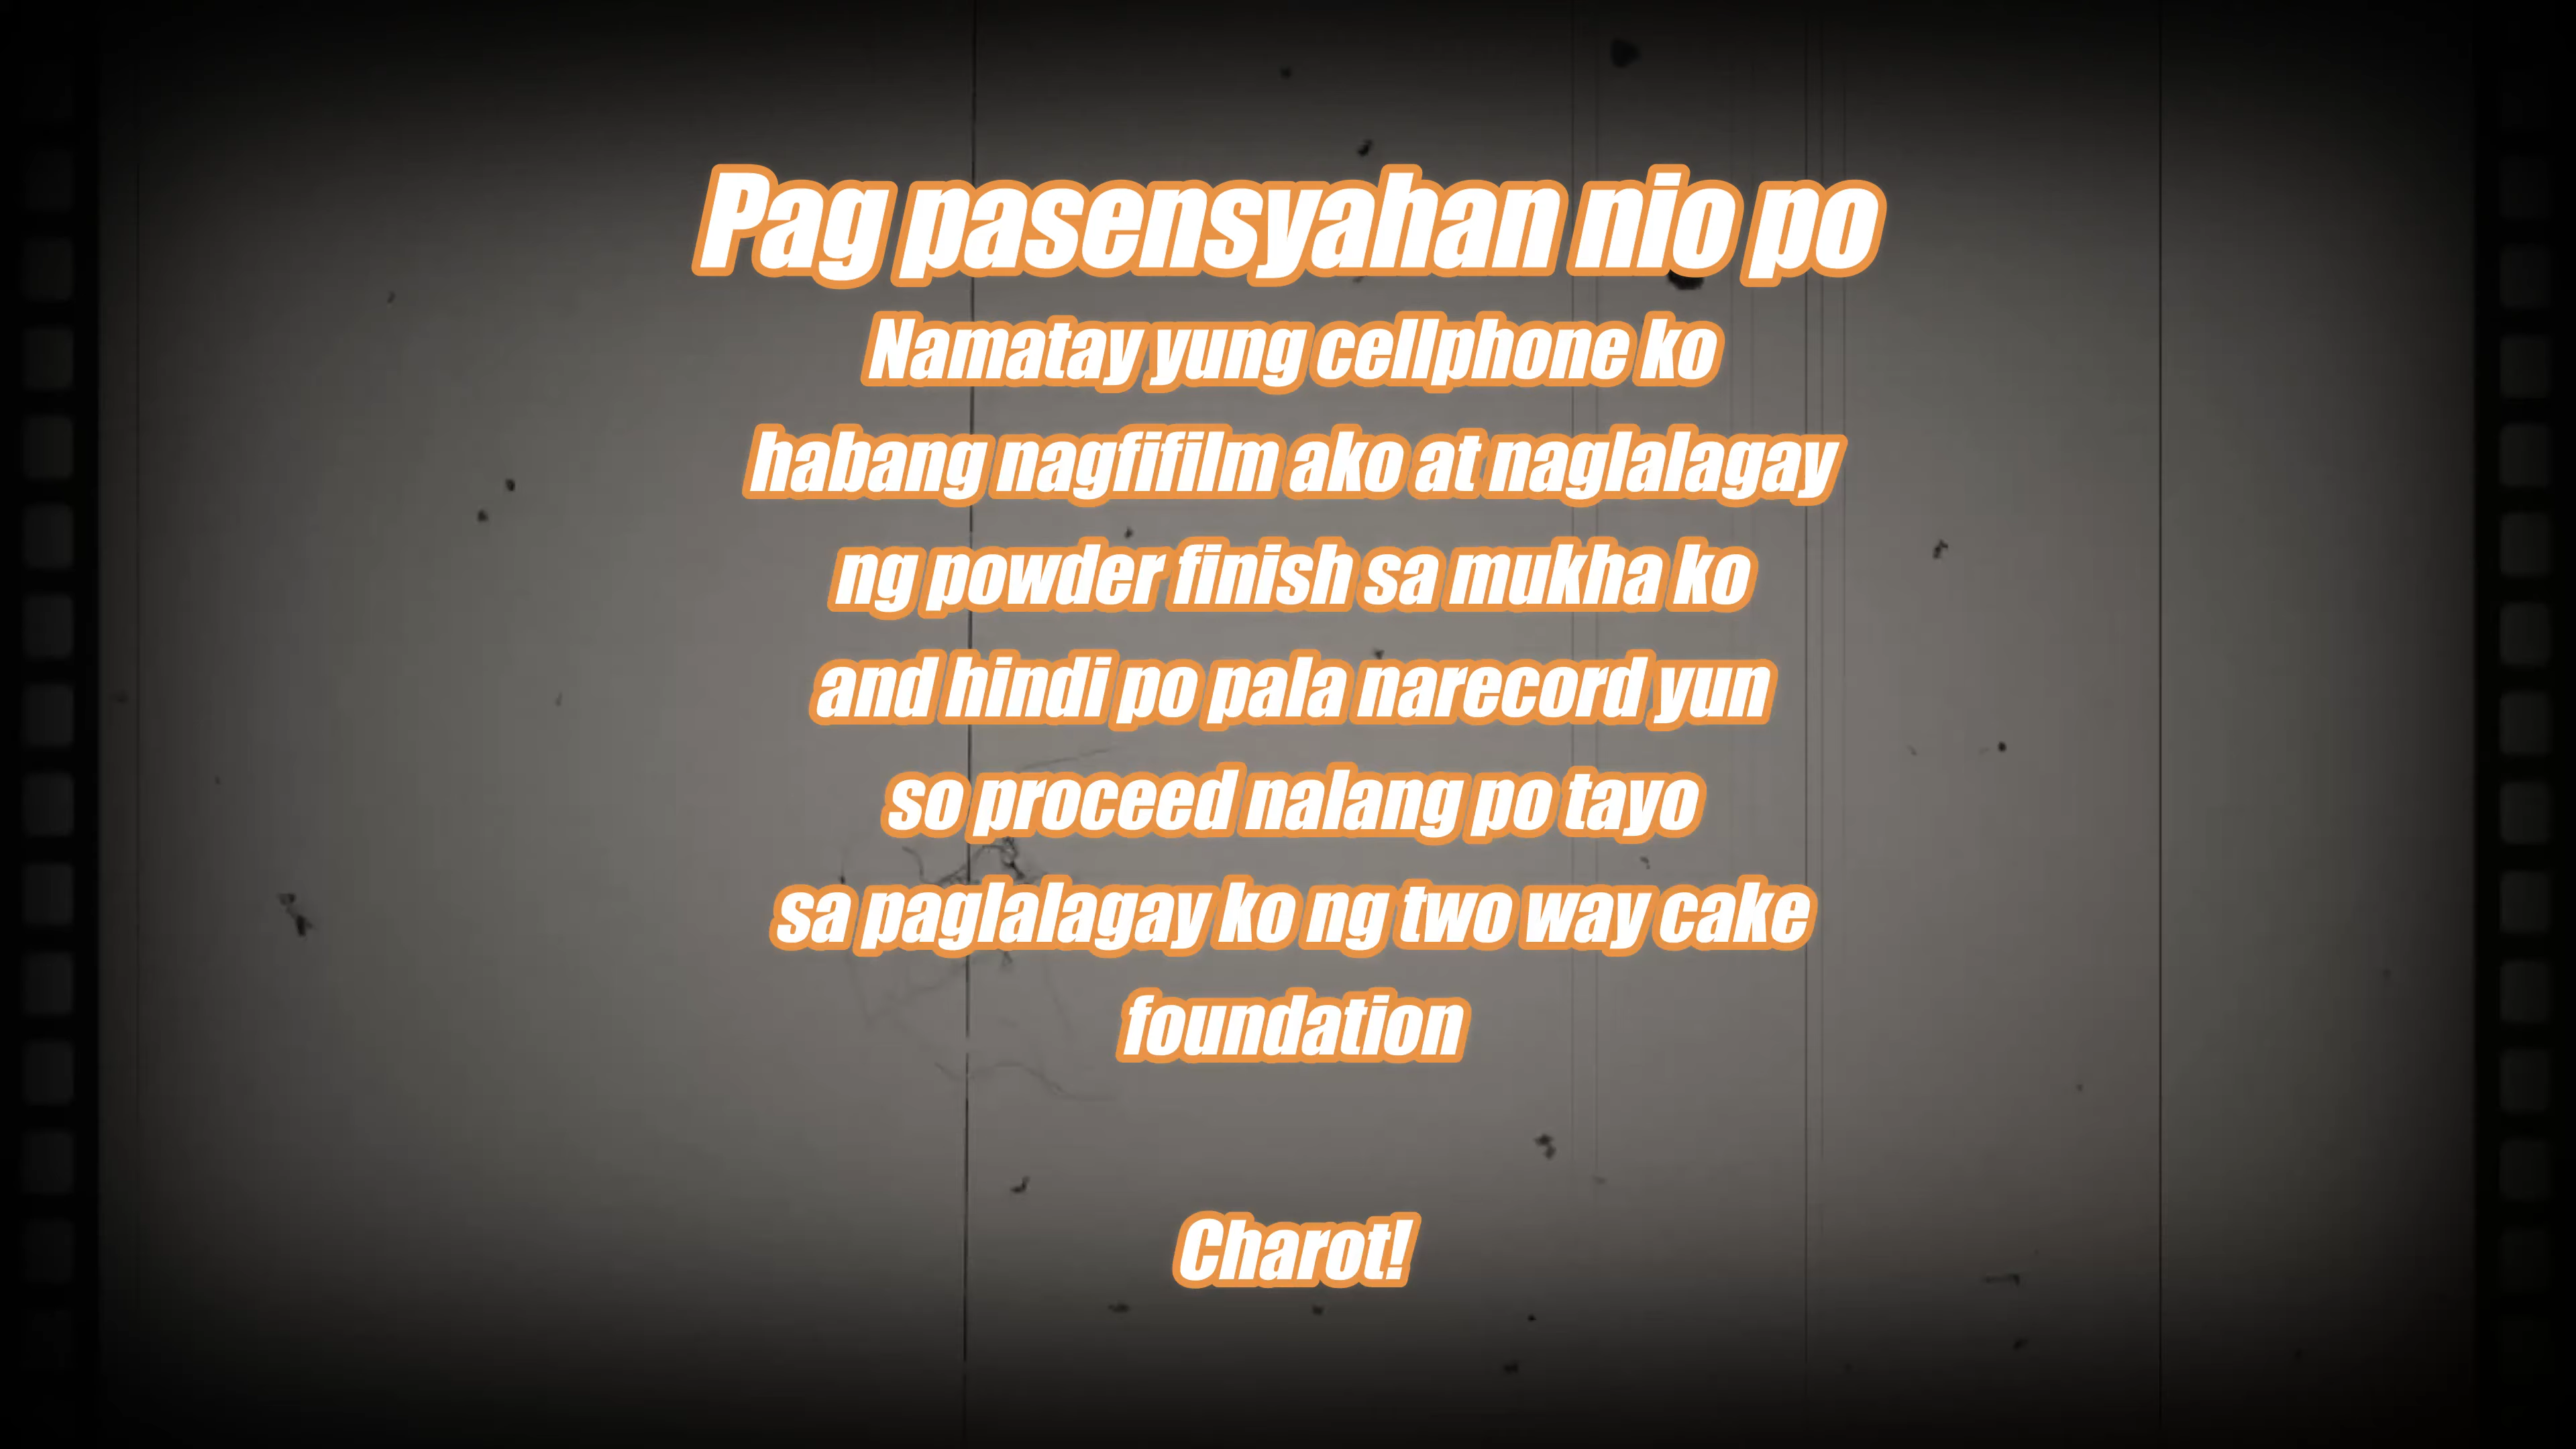 Pag pasensyahan nio po
Namatay yung cellphone ko
habang nagfifilm ako at naglalagay
ng powder finish sa mukha ko
and hindi po pala narecord yun
so proceed nalang po tayo
sa paglalagay ko ng two way cake
foundation
Charot!